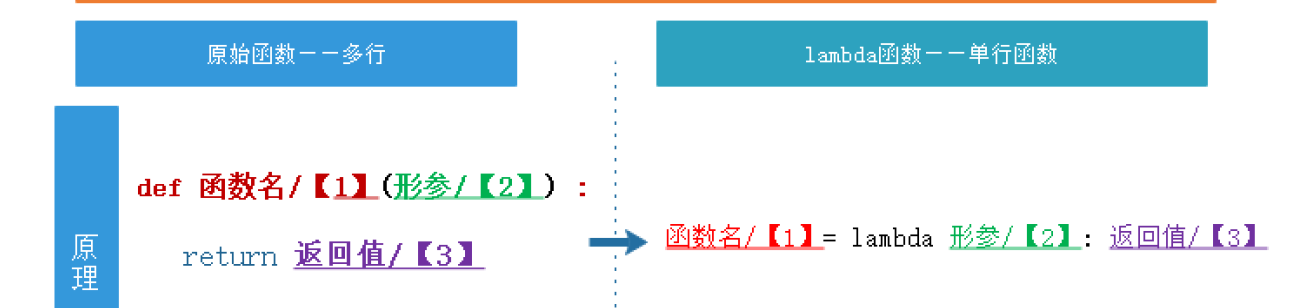 原始函数——多行
lambda函数——单行函数
原理
def 函数名/【1】(形参/【2】):
return 返回值/【3】
函数名/【1】= lambda 形参/【2】: 返回值/【3】